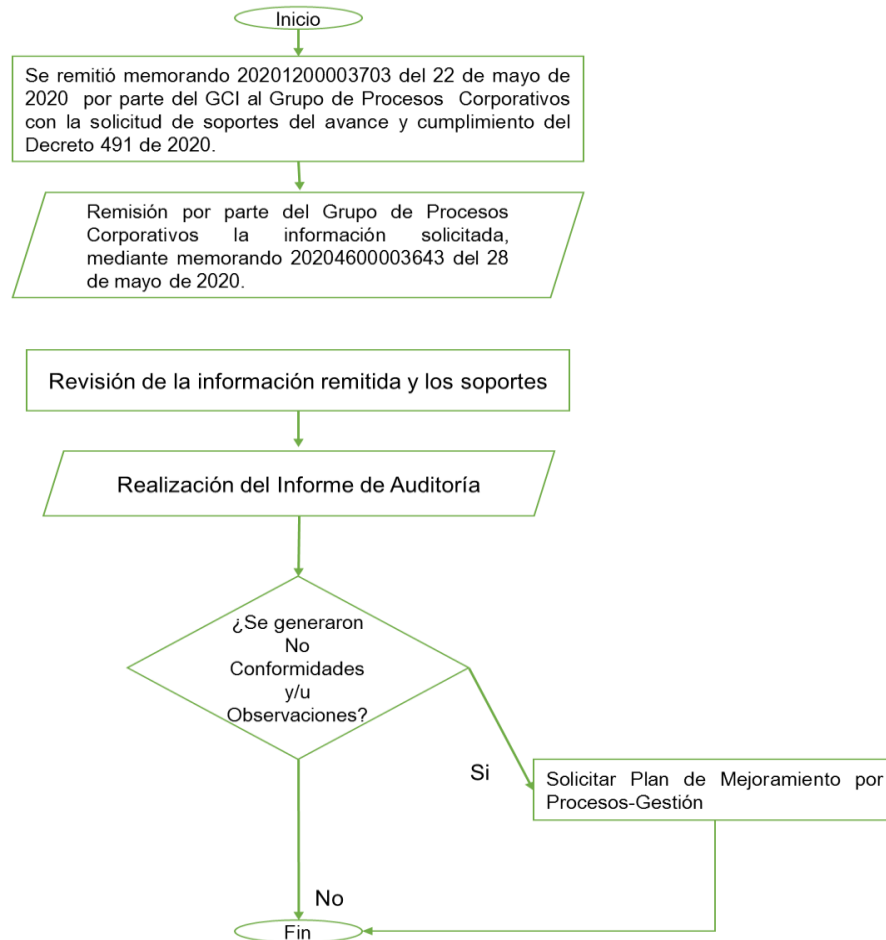 Inicio
Se remitió memorando 20201200003703 del 22 de mayo de
2020 por parte del GCI al Grupo de Procesos Corporativos
con la solicitud de soportes del avance y cumplimiento del
Decreto 491 de 2020.
Remisión por parte del Grupo de Procesos
Corporativos la información solicitada,
mediante memorando 20204600003643 del 28
de mayo de 2020.
Revisión de la información remitida y los soportes
Realización del Informe de Auditoría
¿Se generaron
No
Conformidades
y/u
Observaciones?
Si
Solicitar Plan de Mejoramiento por
Procesos-Gestión
No
Fin